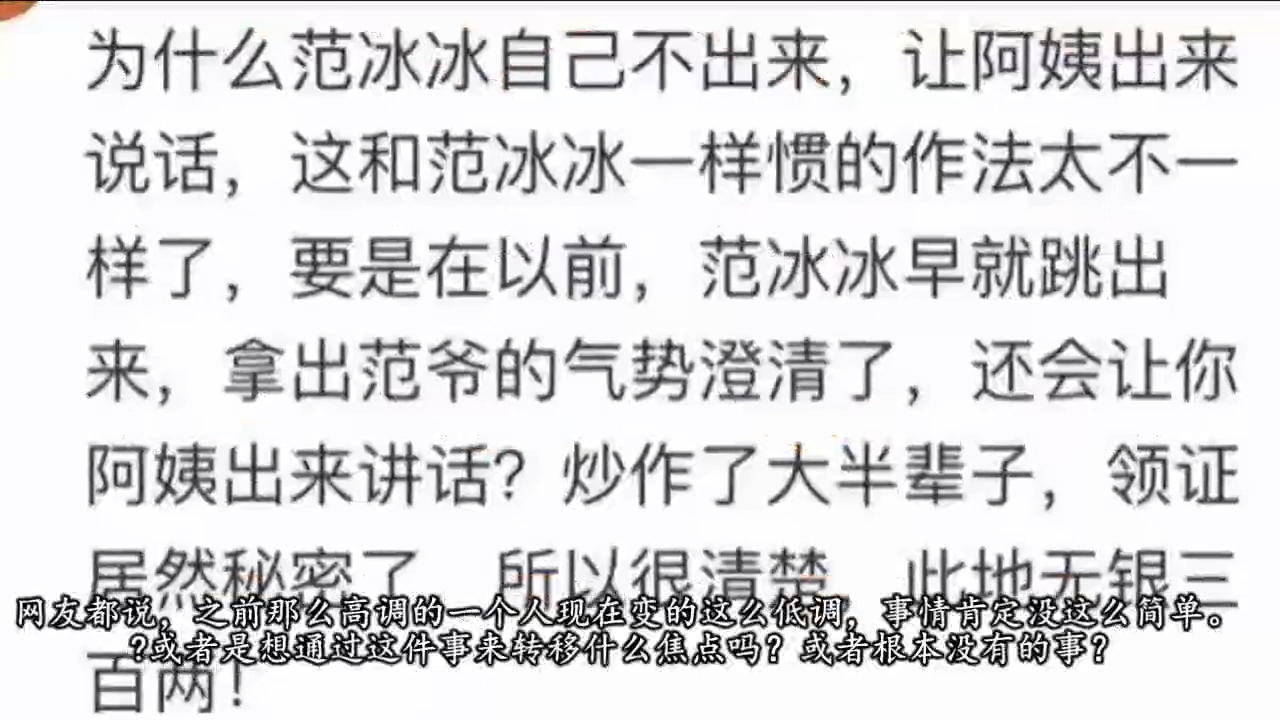 为什么范冰冰自己不出来，让阿姨出来
说话，这和范冰冰一样惯的作法太不一
样了，要是在以前，范冰冰早就跳出
来，拿出范爷的气势澄清了，还会让你
阿姨出来讲话？炒作了大半辈子，领证
居然秘密了，所以很清楚，此地无银三
网友都说，之前那么高调的一个人现在变的这么低调，事情肯定没这么简单。
?或者是想通过这件事来转移什么焦点吗？或者根本没有的事？
百两！